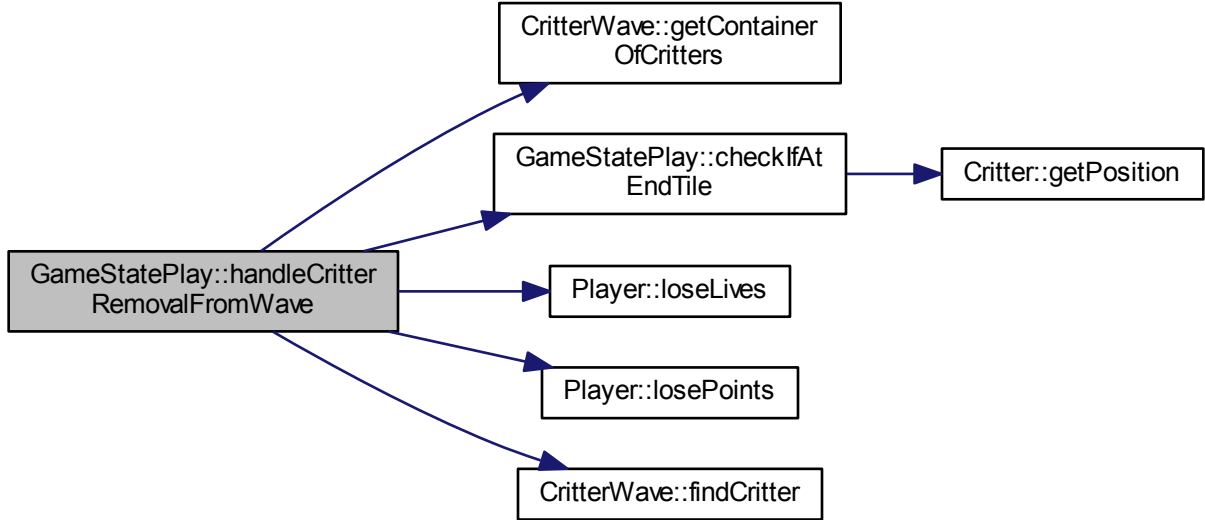 CritterWave::getContainer
OfCritters
GameStatePlay::checkIfAt
EndTile
Critter::getPosition
GameStatePlay::handleCritter
RemovalFromWave
Player::loseLives
Player::losePoints
CritterWave::findCritter